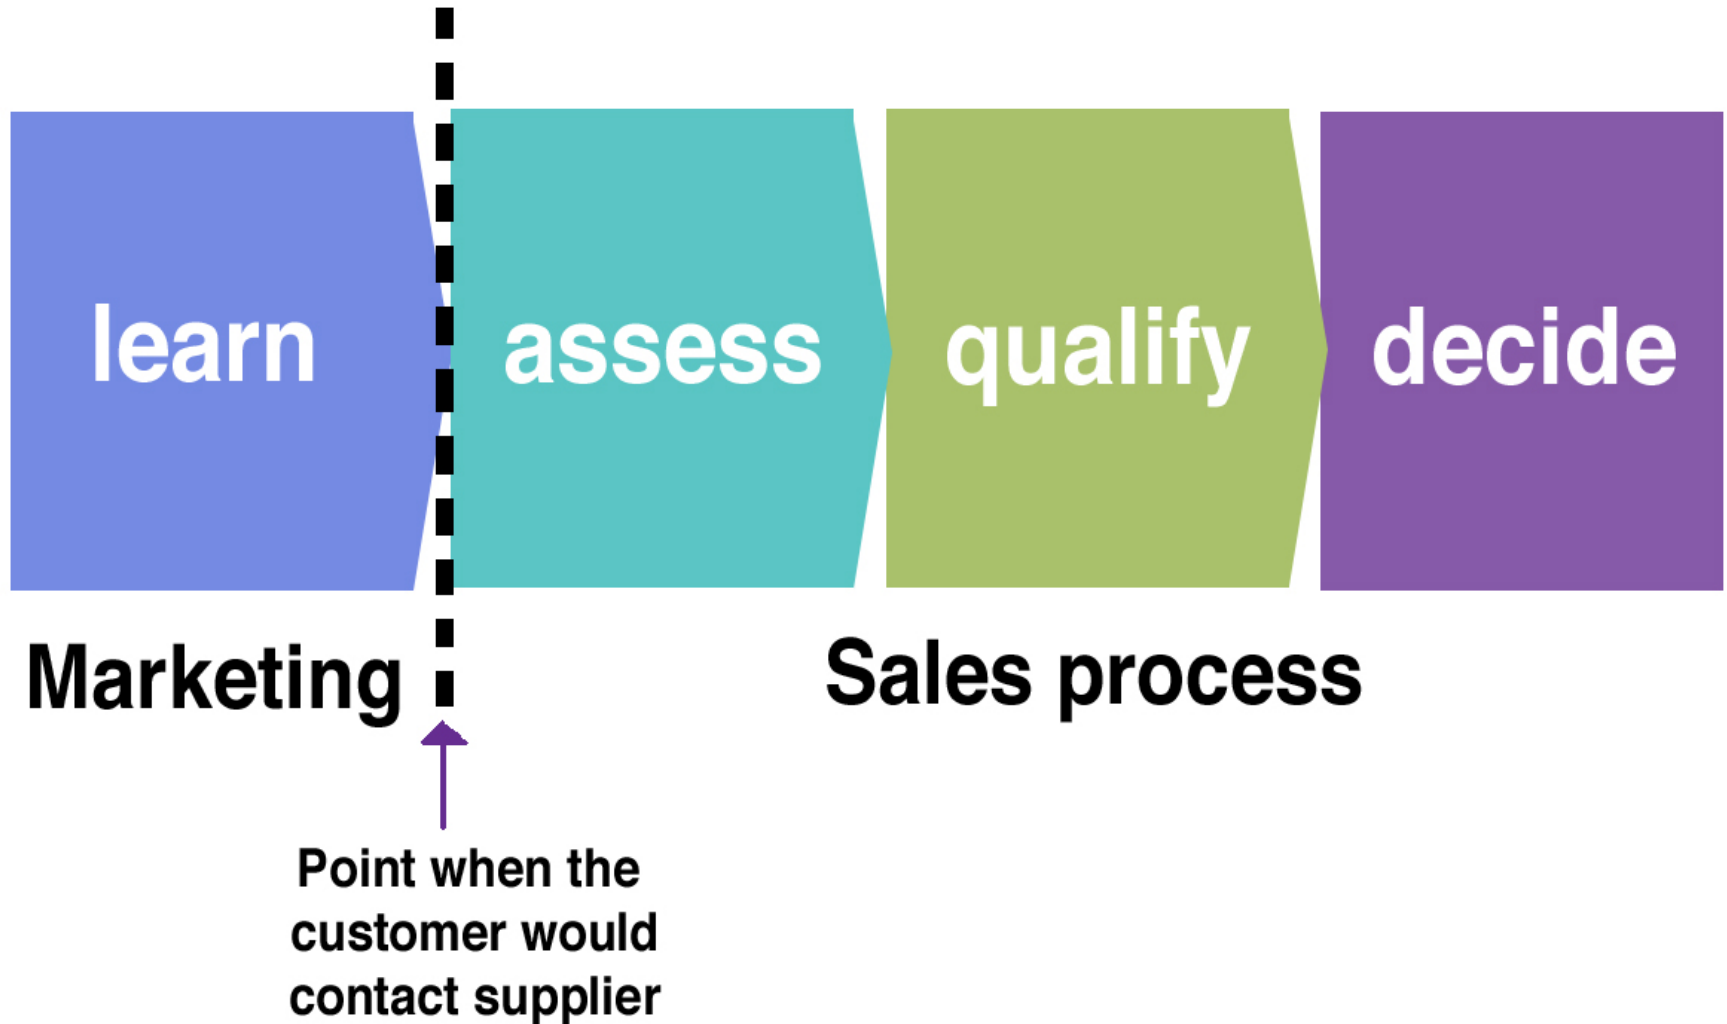 learn
assess
qualify
decide
Marketing
Sales process
Point when the
customer would
contact supplier